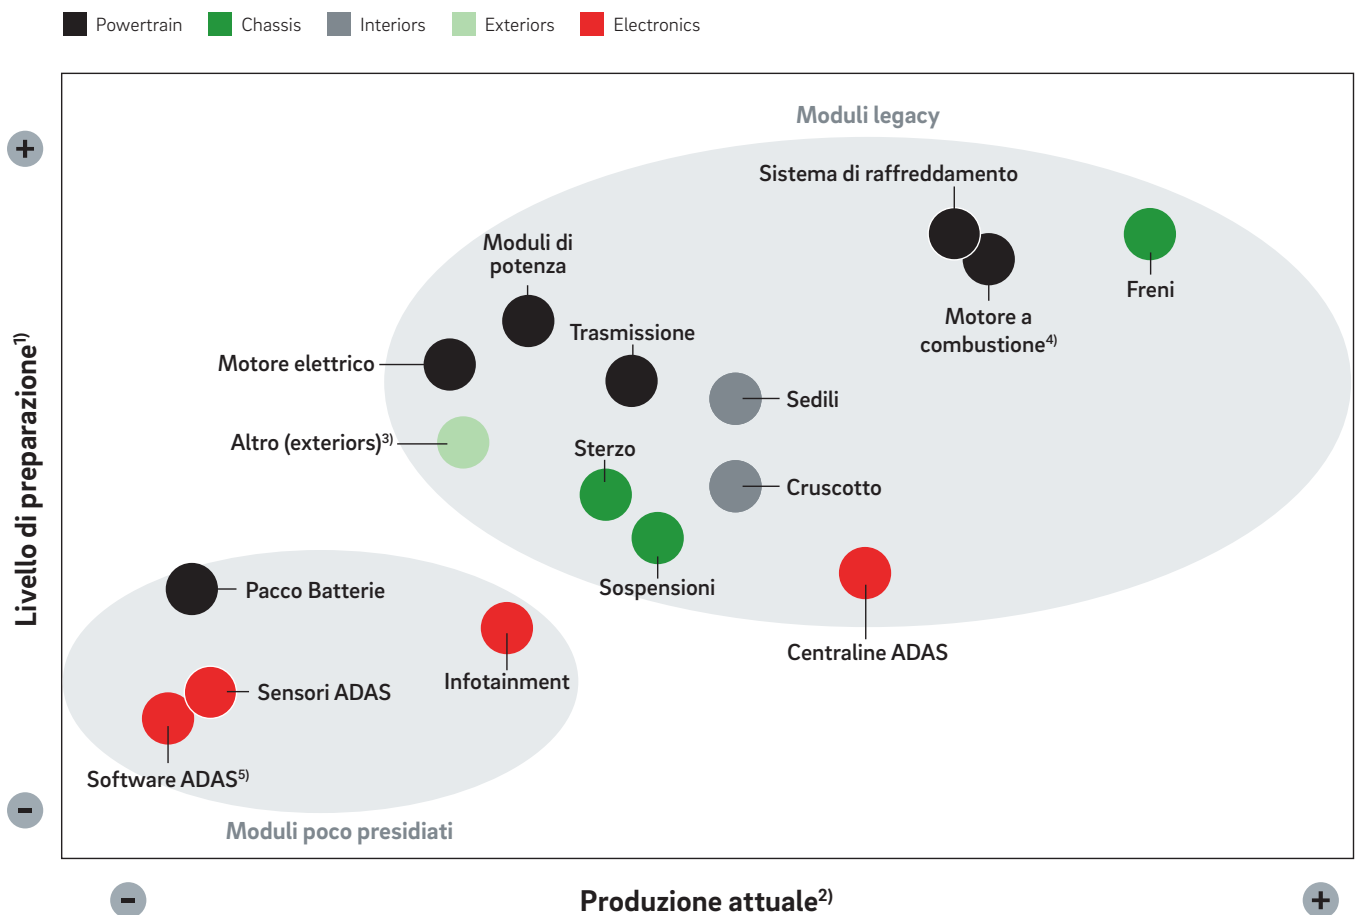 Powertrain Chassis Interiors Exteriors Electronics
Moduli legacy
+
Sistema di raffreddamento
Moduli di
potenza
Freni
Motore a
combustione4)
Trasmissione
Motore elettrico
Sedili
Altro (exteriors)3)
Sterzo
Cruscotto
Sospensioni
Pacco Batterie
Centraline ADAS
Infotainment
Sensori ADAS
Software ADAS5)
Moduli poco presidiati
-
Livello di preparazione1)
- Produzione attuale2) +